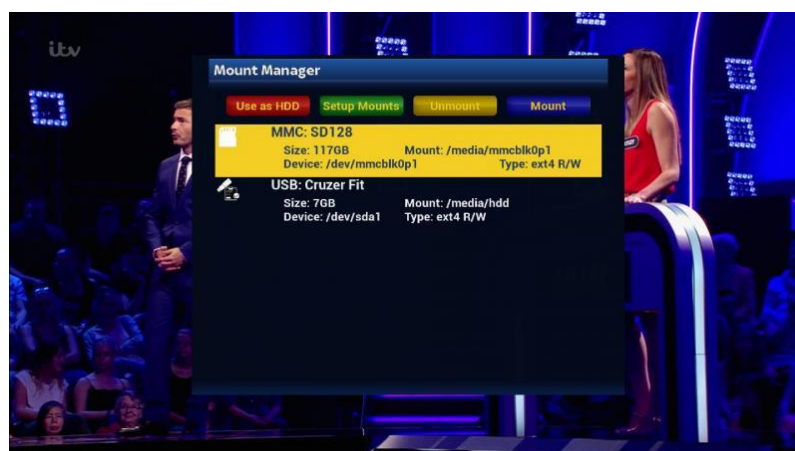 itv
Mount Manager
Use as HDD Setup Mounts Unmount Mount
MMC: SD128
Size: 117GB Mount: /media/mmcblk0p1
Device: /dev/mmcblk0p1 Type: ext4 R/W
USB: Cruzer Fit
Size: 7GB Mount: /media/hdd
Device: /dev/sda1 Type: ext4 R/W